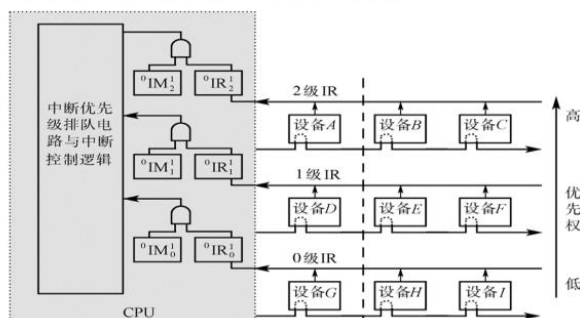 中断优先
级排队电
路与中断
控制逻辑
0IM21
0IR21
2级IR
设备A
设备B
设备C
高
0IM11
0IR11
1级IR
设备D
设备E
设备F
优先权
0IM01
0IR01
0级IR
设备G
设备H
设备I
低
CPU